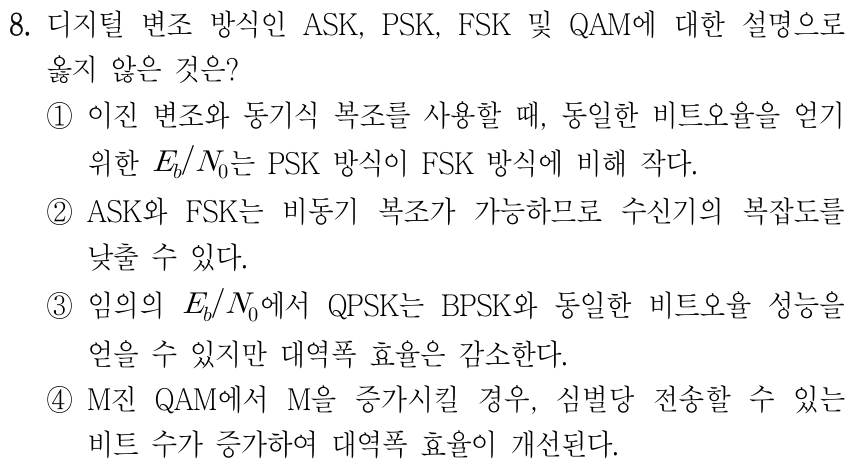 8. 디지털 변조 방식인 ASK, PSK, FSK 및 QAM에 대한 설명으로
옳지 않은 것은?
① 이진 변조와 동기식 복조를 사용할 때, 동일한 비트오율을 얻기
위한 E_b/N_0는 PSK 방식이 FSK 방식에 비해 작다.
② ASK와 FSK는 비동기 복조가 가능하므로 수신기의 복잡도를
낮출 수 있다.
③ 임의의 E_b/N_0에서 QPSK는 BPSK와 동일한 비트오율 성능을
얻을 수 있지만 대역폭 효율은 감소한다.
④ M진 QAM에서 M을 증가시킬 경우, 심벌당 전송할 수 있는
비트 수가 증가하여 대역폭 효율이 개선된다.